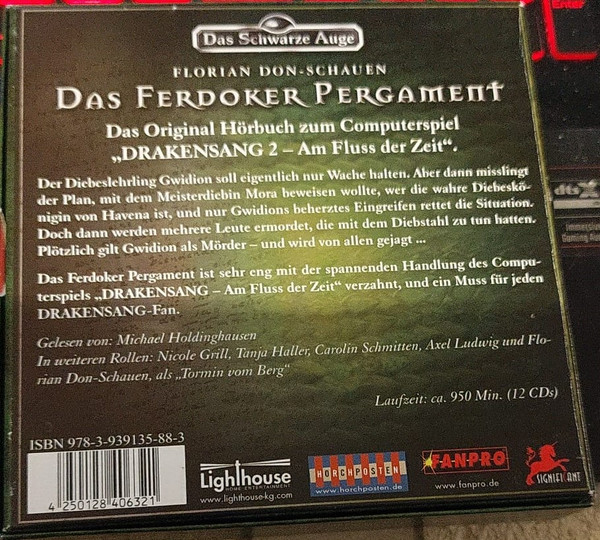 Enter
Das Schwarze Auge
FLORIAN DON-SCHAUEN
DAS FERDOKER PERGAMENT
Das Original Hörbuch zum Computerspiel
„DRAKENSANG 2 – Am Fluss der Zeit“.
Der Diebeslehrling Gwidion soll eigentlich nur Wache halten. Aber dann misslingt
der Plan, mit dem Meisterdiebin Mora beweisen wollte, wer die wahre Diebeskö-
nigin von Havena ist, und nur Gwidions beherztes Eingreifen rettet die Situation.
Doch dann werden mehrere Leute ermordet, die mit dem Diebstahl zu tun hatten.
Plötzlich gilt Gwidion als Mörder – und wird von allen gejagt ...
Das Ferdoker Pergament ist sehr eng mit der spannenden Handlung des Compu-
terspiels „DRAKENSANG – Am Fluss der Zeit“ verzahnt, und ein Muss für jeden
DRAKENSANG-Fan.
Gelesen von: Michael Holdinghausen
In weiteren Rollen: Nicole Grill, Tanja Haller, Carolin Schmitten, Axel Ludwig und Flo-
rian Don-Schauen, als „Tormin vom Berg“
Laufzeit: ca. 950 Min. (12 CDs)
ISBN 978-3-939135-88-3
4 250128 406321
Lighthouse
HOME ENTERTAINMENT
www.lighthouse-kg.com
HÖRCHPOSTEN
www.horchposten.de
FANPRO
www.fanpro.de
SIGNIFIANT
dts X